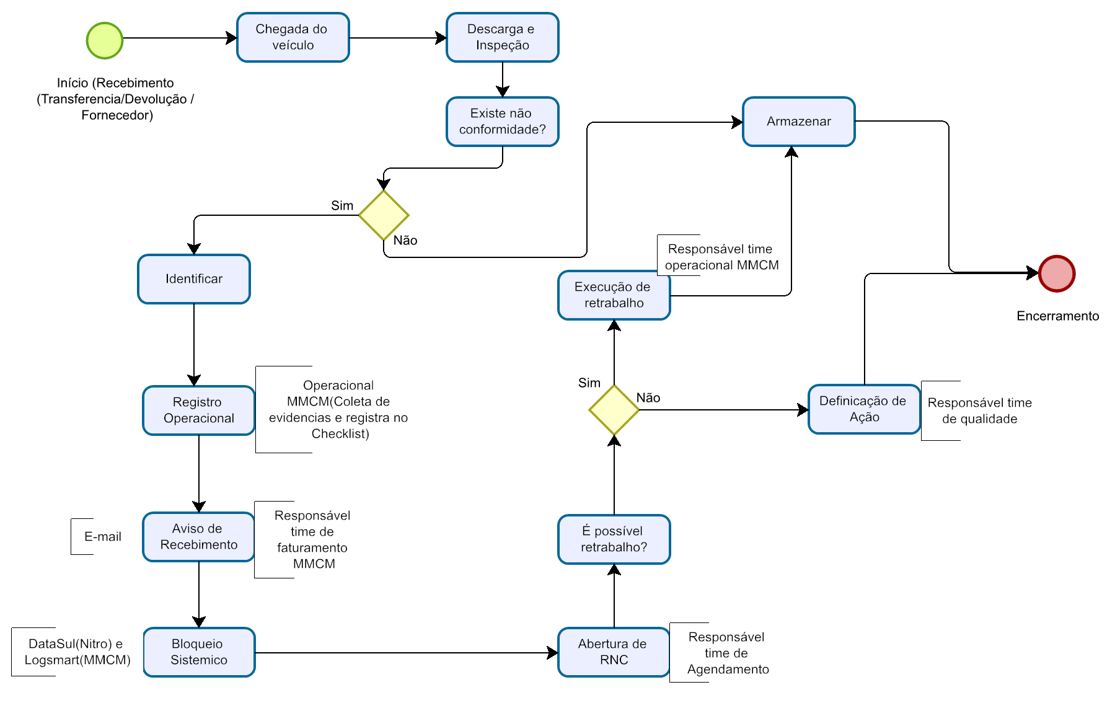 Chegada do
veículo
Descarga e
Inspeção
Início (Recebimento
(Transferencia/Devolução /
Fornecedor)
Existe não
conformidade?
Armazenar
Sim
Não
Identificar
Responsável time
operacional MMCM
Execução de
retrabalho
Encerramento
Registro
Operacional
Operacional
MMCM(Coleta de
evidencias e registra no
Checklist)
Sim
Não
Definicação de
Ação
Responsável time
de qualidade
E-mail
Aviso de
Recebimento
Responsável
time de
faturamento
MMCM
É possível
retrabalho?
DataSul(Nitro) e
Logsmart(MMCM)
Bloqueio
Sistemico
Abertura de
RNC
Responsável
time de
Agendamento